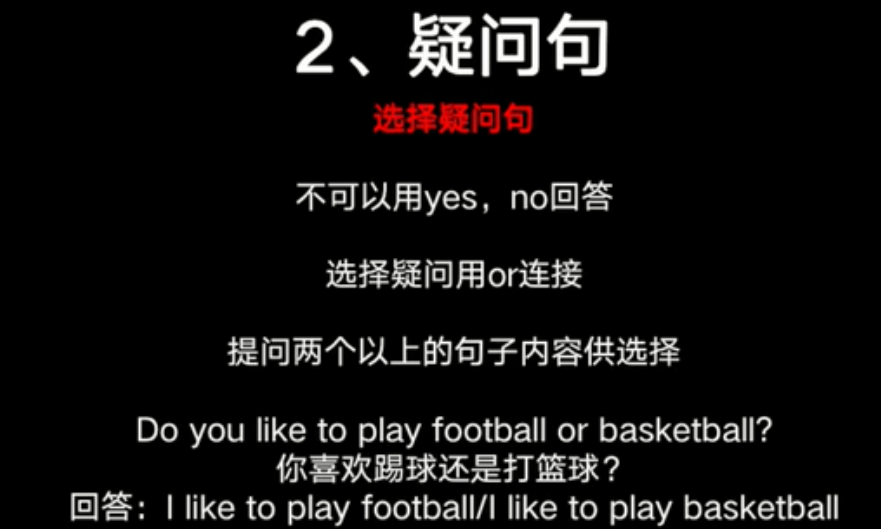 2、疑问句
选择疑问句
不可以用yes，no回答
选择疑问用or连接
提问两个以上的句子内容供选择
Do you like to play football or basketball?
你喜欢踢球还是打篮球？
回答：I like to play football/I like to play basketball